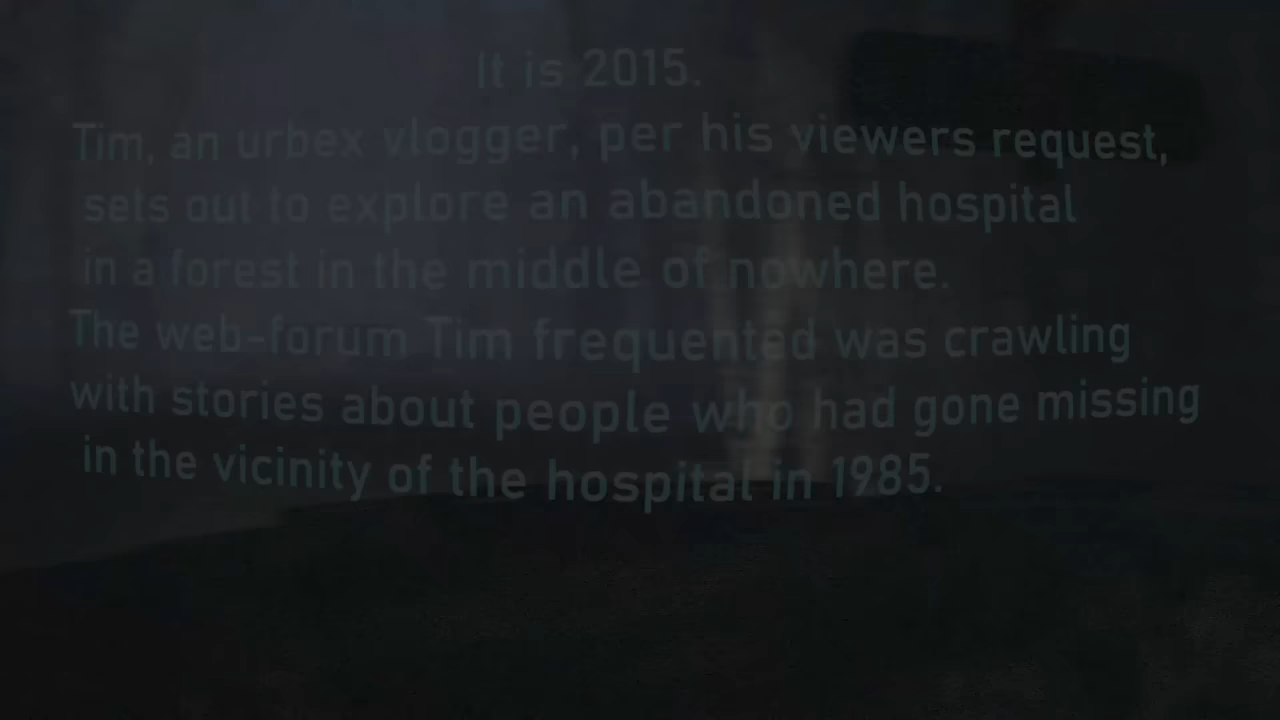 It is 2015.
Tim, an urbex vlogger, per his viewers request,
sets out to explore an abandoned hospital
in a forest in the middle of nowhere.
The web-forum Tim frequented was crawling
with stories about people who had gone missing
in the vicinity of the hospital in 1985.